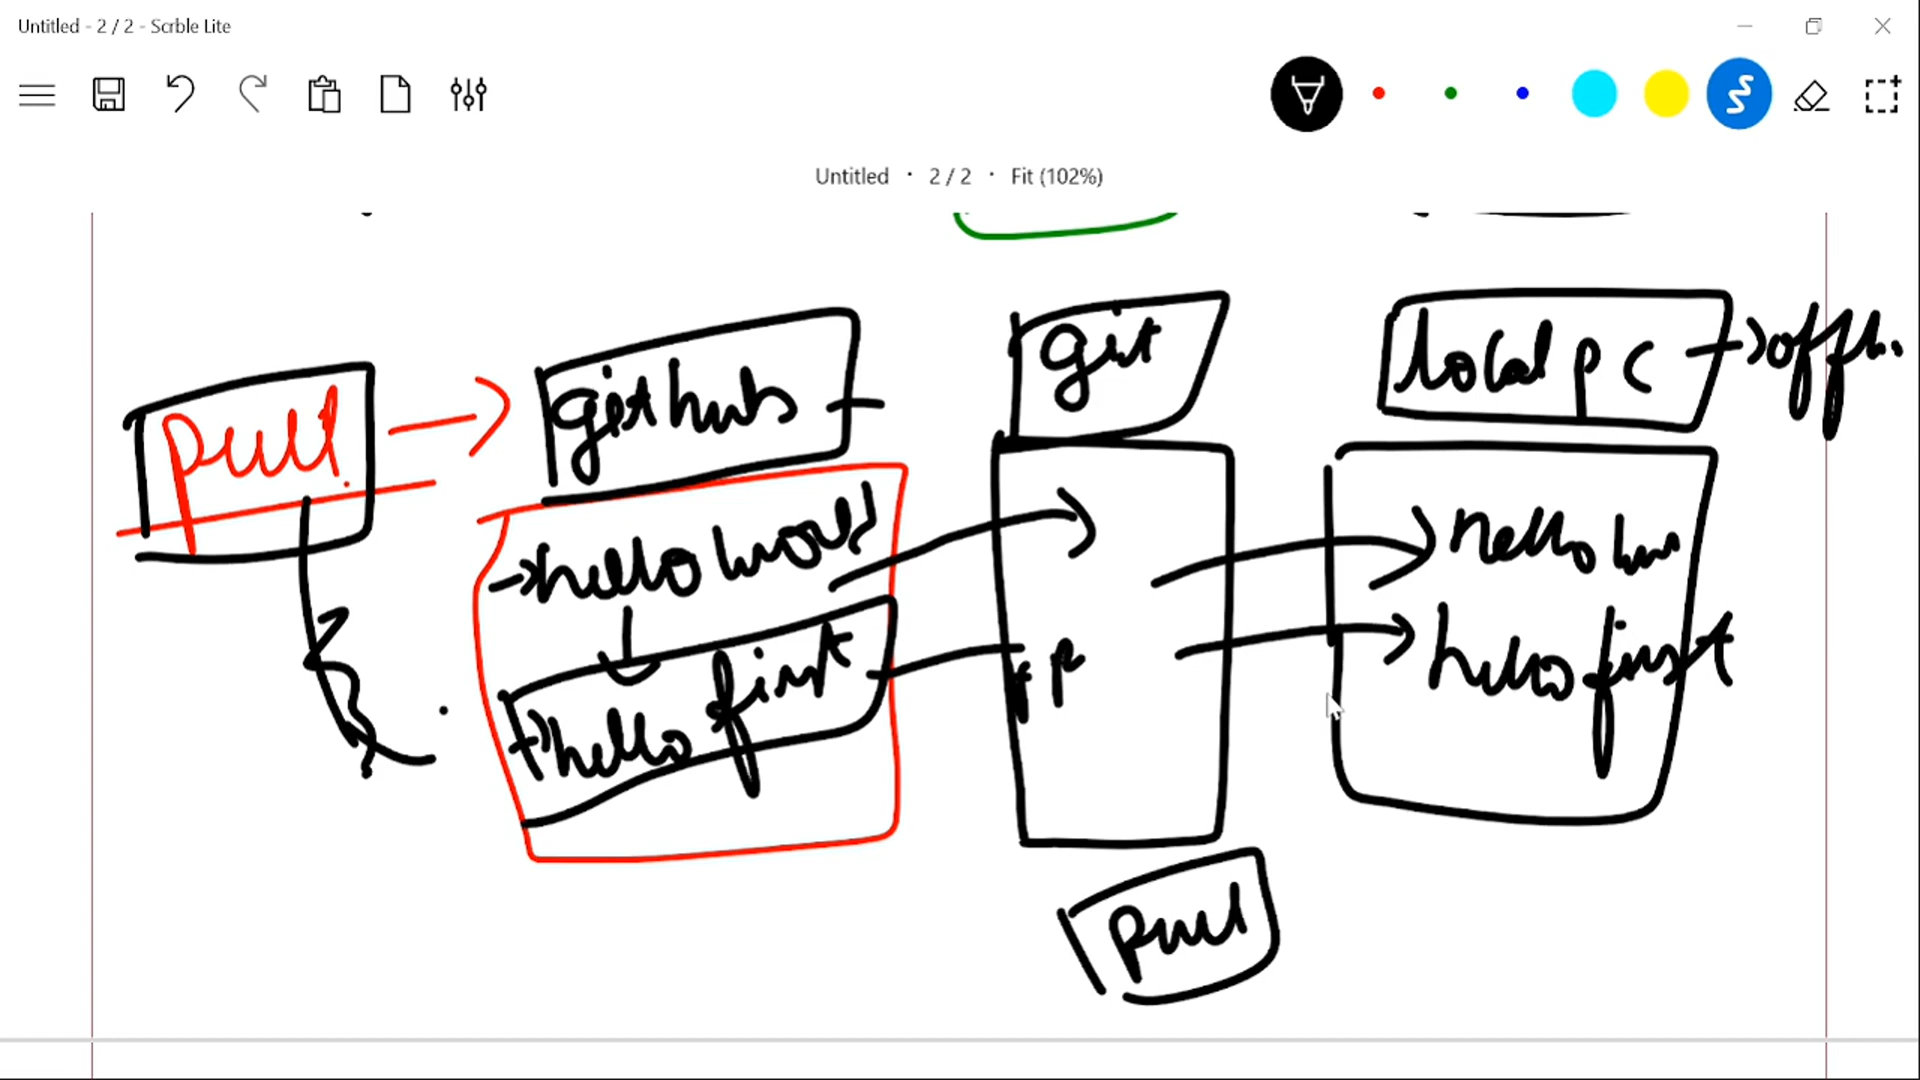 Untitled - 2 / 2 - Scrble Lite
Untitled · 2 / 2 · Fit (102%)
pull
github
git
local pc
hello world
hello first
p
hello
hello first
pull